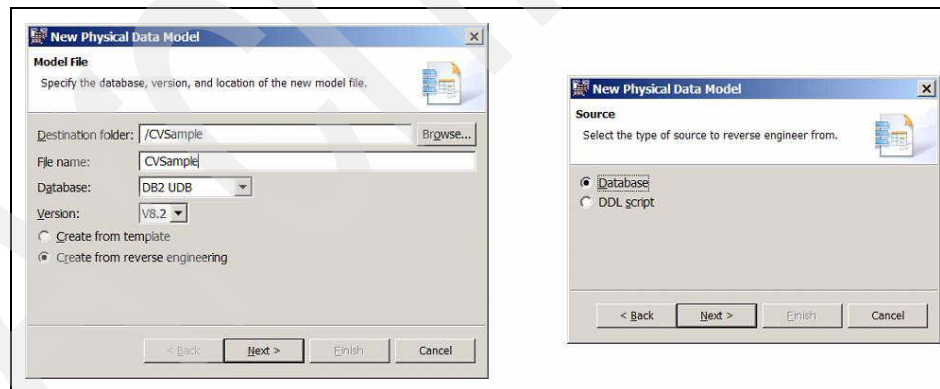 New Physical Data Model
Model File
Specify the database, version, and location of the new model file.
Destination folder: /CVSample Browse...
File name: CVSample
Database: DB2 UDB
Version: V8.2
Create from template
Create from reverse engineering
< Back Next > Finish Cancel
New Physical Data Model
Source
Select the type of source to reverse engineer from.
Database
DDL script
< Back Next > Finish Cancel